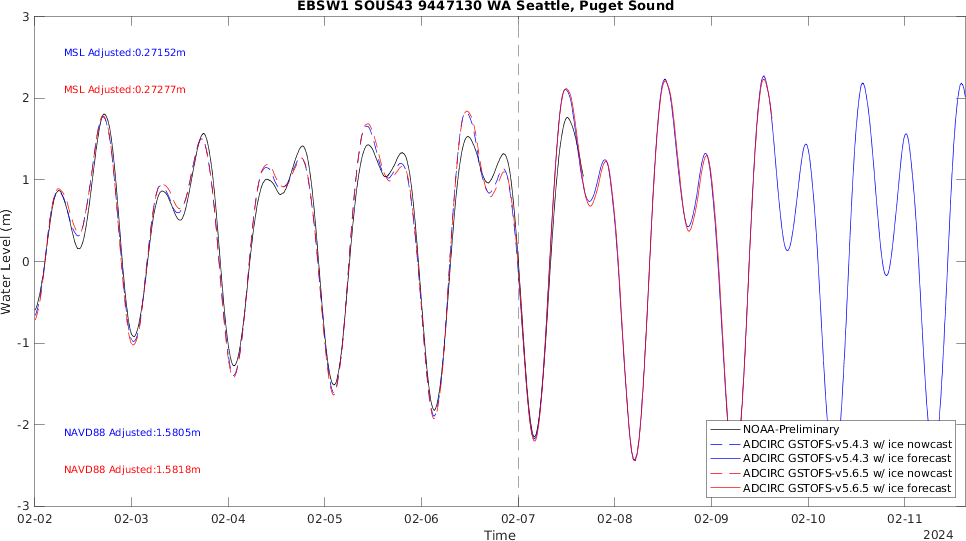 EBSW1 SOUS43 9447130 WA Seattle, Puget Sound
3
2
1
0
-1
-2
-3
Water Level (m)
MSL Adjusted:0.27152m
MSL Adjusted:0.27277m
NAVD88 Adjusted:1.5805m
NAVD88 Adjusted:1.5818m
NOAA-Preliminary
ADCIRC GSTOFS-v5.4.3 w/ ice nowcast
ADCIRC GSTOFS-v5.4.3 w/ ice forecast
ADCIRC GSTOFS-v5.6.5 w/ ice nowcast
ADCIRC GSTOFS-v5.6.5 w/ ice forecast
02-02 02-03 02-04 02-05 02-06 02-07 02-08 02-09 02-10 02-11
Time
2024